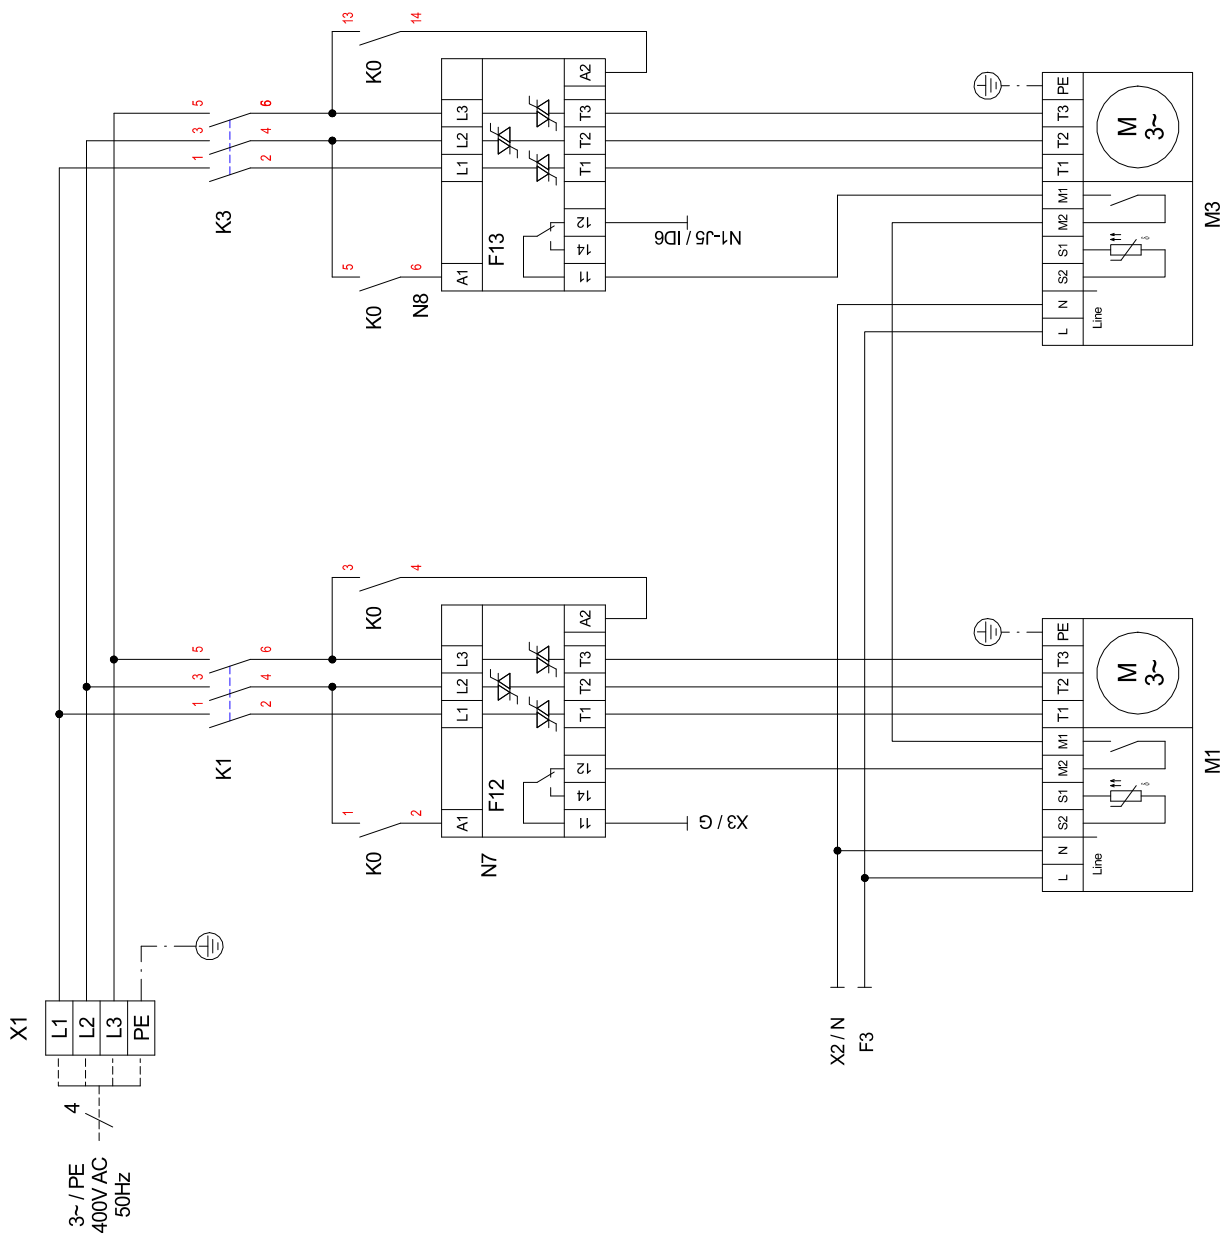 3~ / PE
400V AC
50Hz
4
X1
L1
L2
L3
PE
1
3
5
2
4
6
K1
1
3
5
2
4
6
K3
K0
1
2
K0
3
4
K0
5
6
K0
13
14
N7
F12
A1
L1
L2
L3
11
14
12
T1
T2
T3
A2
X3 / G
N8
F13
A1
L1
L2
L3
11
14
12
T1
T2
T3
A2
N1-J5 / ID6
X2 / N
F3
M1
L
N
S2
S1
M2
M1
T1
T2
T3
PE
Line
M
3~
M3
L
N
S2
S1
M2
M1
T1
T2
T3
PE
Line
M
3~